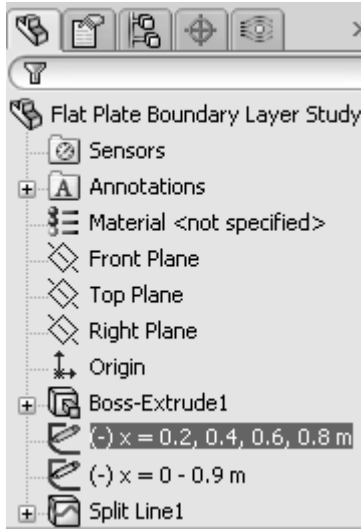 Flat Plate Boundary Layer Study
Sensors
A Annotations
Material <not specified>
Front Plane
Top Plane
Right Plane
Origin
Boss-Extrude1
(-) x = 0.2, 0.4, 0.6, 0.8 m
(-) x = 0 - 0.9 m
Split Line1